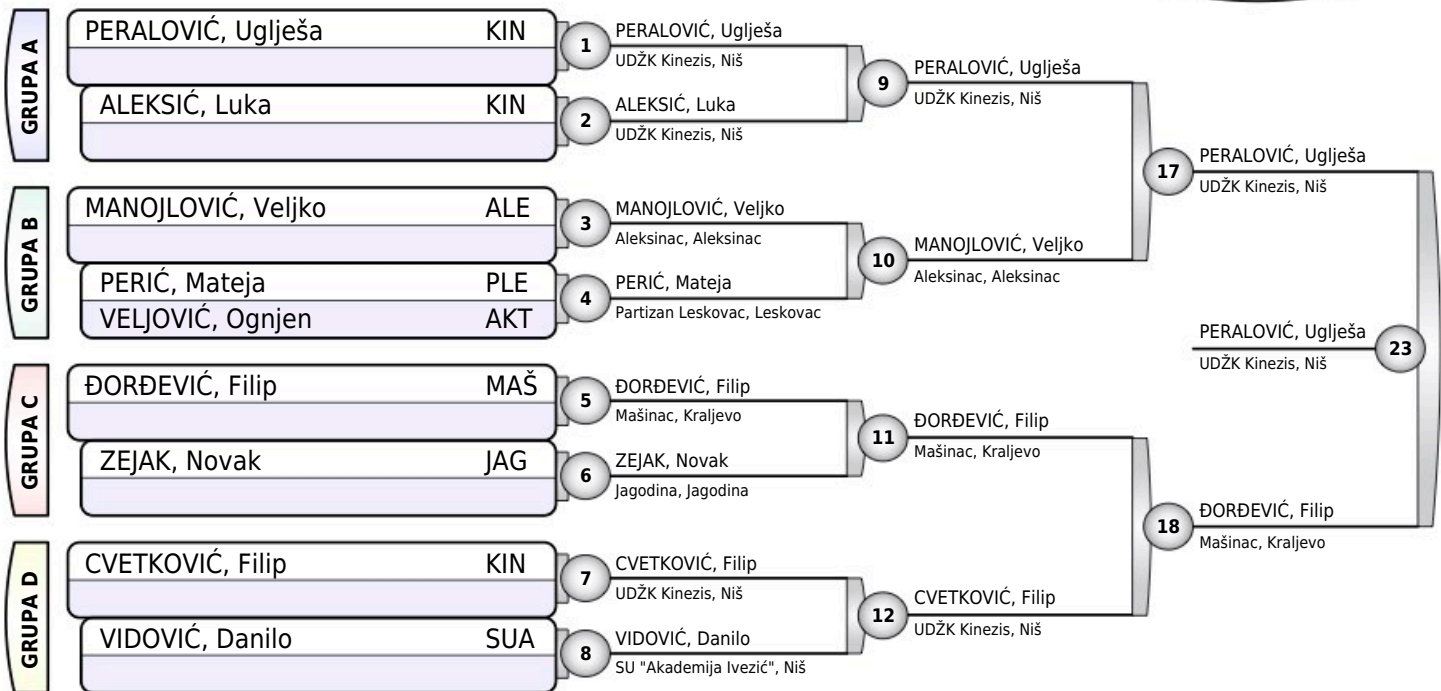 GRUPA A
PERALOVIĆ, Uglješa KIN
ALEKSIĆ, Luka KIN
1
PERALOVIĆ, Uglješa
UDŽK Kinezis, Niš
2
ALEKSIĆ, Luka
UDŽK Kinezis, Niš
9
PERALOVIĆ, Uglješa
UDŽK Kinezis, Niš
GRUPA B
MANOJLOVIĆ, Veljko ALE
PERIĆ, Mateja PLE
VELJOVIĆ, Ognjen AKT
3
MANOJLOVIĆ, Veljko
Aleksinac, Aleksinac
4
PERIĆ, Mateja
Partizan Leskovac, Leskovac
10
MANOJLOVIĆ, Veljko
Aleksinac, Aleksinac
17
PERALOVIĆ, Uglješa
UDŽK Kinezis, Niš
GRUPA C
ĐORĐEVIĆ, Filip MAŠ
ZEJAK, Novak JAG
5
ĐORĐEVIĆ, Filip
Mašinac, Kraljevo
6
ZEJAK, Novak
Jagodina, Jagodina
11
ĐORĐEVIĆ, Filip
Mašinac, Kraljevo
GRUPA D
CVETKOVIĆ, Filip KIN
VIDOVIĆ, Danilo SUA
7
CVETKOVIĆ, Filip
UDŽK Kinezis, Niš
8
VIDOVIĆ, Danilo
SU "Akademija Ivezić", Niš
12
CVETKOVIĆ, Filip
UDŽK Kinezis, Niš
18
ĐORĐEVIĆ, Filip
Mašinac, Kraljevo
PERALOVIĆ, Uglješa
UDŽK Kinezis, Niš
23